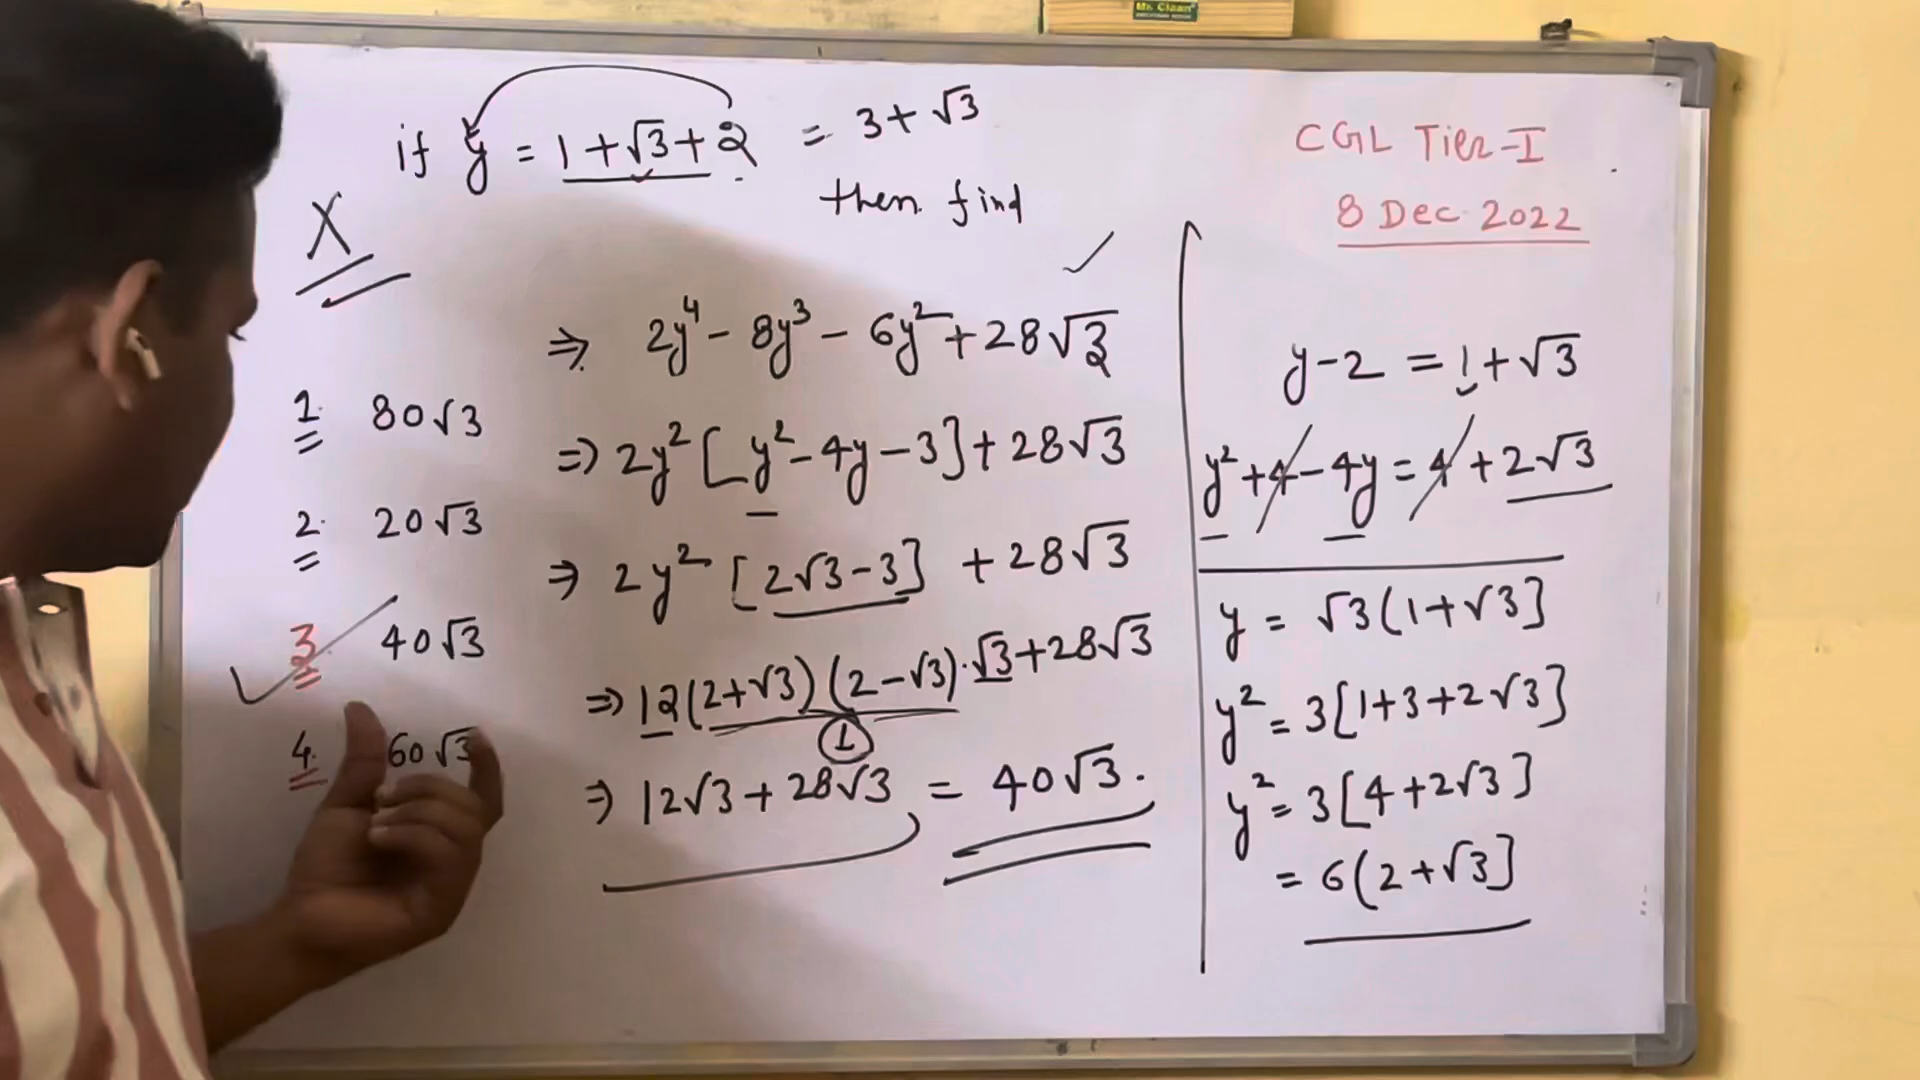 Mr. Clean
if y = 1 + √3 + 2 = 3 + √3
then find
X
CGL Tier-I
8 Dec 2022
1. 80√3
2. 20√3
3. 40√3
4. 60√3
⇒ 2y⁴ - 8y³ - 6y² + 28√3
⇒ 2y² [y² - 4y - 3] + 28√3
⇒ 2y² [2√3 - 3] + 28√3
⇒ 12(2+√3)(2-√3)·√3 + 28√3
1
⇒ 12√3 + 28√3 = 40√3.
y - 2 = 1 + √3
y² + 4 - 4y = 4 + 2√3
y = √3(1+√3]
y² = 3[1+3+2√3]
y² = 3[4+2√3]
= 6(2+√3]